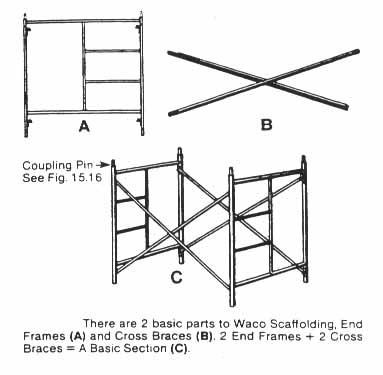 A
B
Coupling Pin
See Fig. 15.16
C
There are 2 basic parts to Waco Scaffolding, End
Frames (A) and Cross Braces (B). 2 End Frames + 2 Cross
Braces = A Basic Section (C).